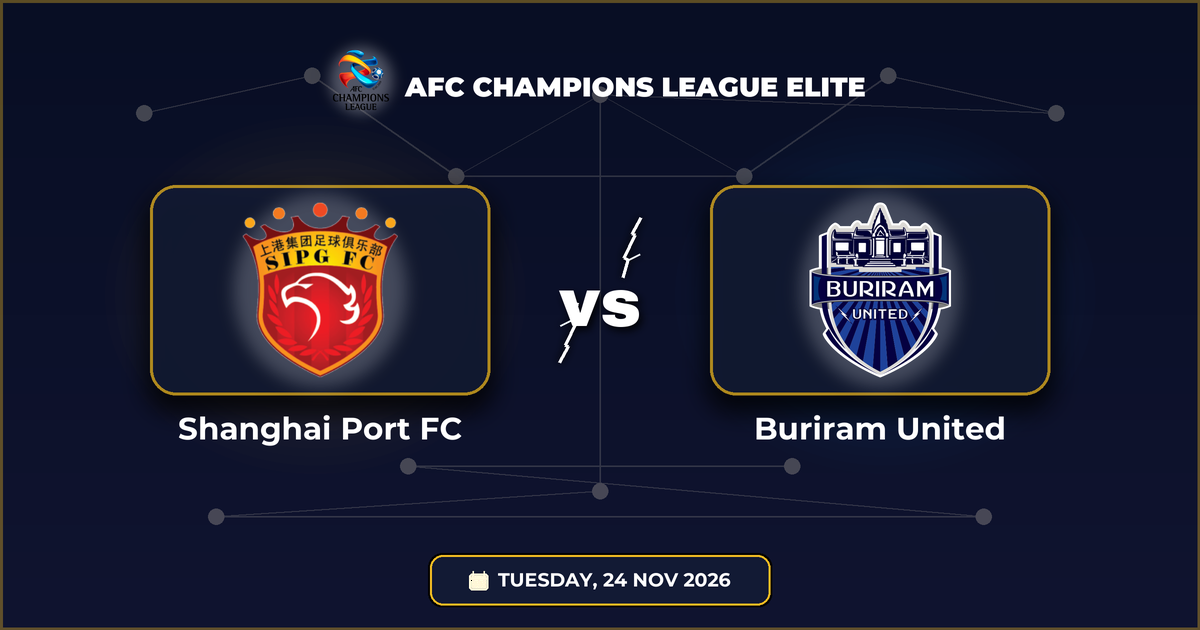 AFC
CHAMPIONS
LEAGUE
AFC CHAMPIONS LEAGUE ELITE
上港集团足球俱乐部
SIPG FC
VS
BURIRAM
UNITED
Shanghai Port FC
Buriram United
TUESDAY, 24 NOV 2026